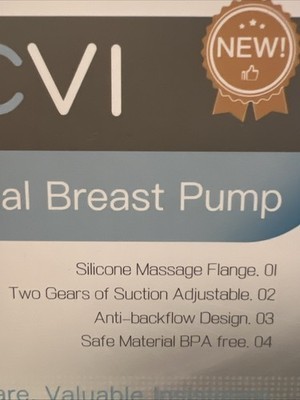 CVI
NEW!
al Breast Pump
Silicone Massage Flange. 01
Two Gears of Suction Adjustable. 02
Anti-backflow Design. 03
Safe Material BPA free. 04
are, Valuable